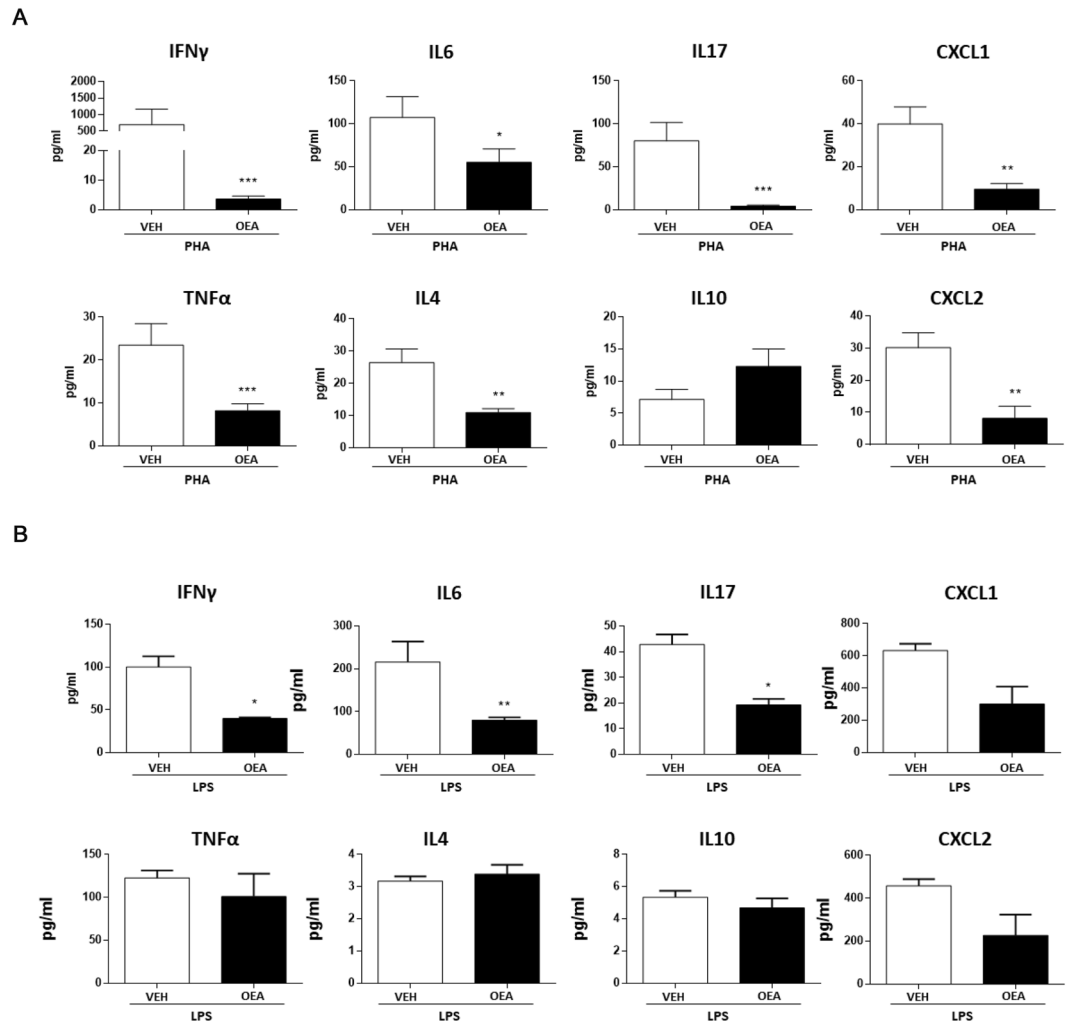 A
IFNγ IL6 IL17 CXCL1
2000
1500
1000
500
20
10
0
pg/ml
***
VEH OEA
PHA
150
100
50
0
pg/ml
*
VEH OEA
PHA
150
100
50
0
pg/ml
***
VEH OEA
PHA
60
40
20
0
pg/ml
**
VEH OEA
PHA
TNFα IL4 IL10 CXCL2
30
20
10
0
pg/ml
***
VEH OEA
PHA
40
30
20
10
0
pg/ml
**
VEH OEA
PHA
20
15
10
5
0
pg/ml
VEH OEA
PHA
40
30
20
10
0
pg/ml
**
VEH OEA
PHA
B
IFNγ IL6 IL17 CXCL1
150
100
50
0
pg/ml
*
VEH OEA
LPS
300
200
100
0
pg/ml
**
VEH OEA
LPS
50
40
30
20
10
0
pg/ml
*
VEH OEA
LPS
800
600
400
200
0
pg/ml
VEH OEA
LPS
TNFα IL4 IL10 CXCL2
150
100
50
0
pg/ml
VEH OEA
LPS
4
3
2
1
0
pg/ml
VEH OEA
LPS
8
6
4
2
0
pg/ml
VEH OEA
LPS
600
400
200
0
pg/ml
VEH OEA
LPS